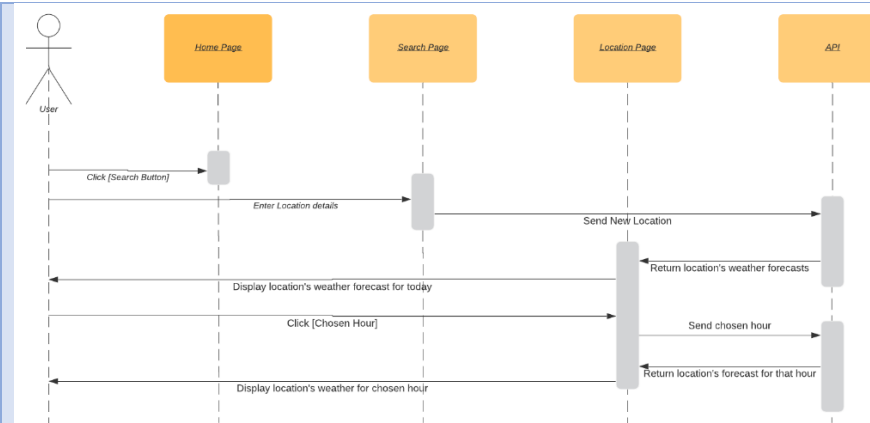 Home Page
Search Page
Location Page
API
User
Click [Search Button]
Enter Location details
Send New Location
Return location's weather forecasts
Display location's weather forecast for today
Click [Chosen Hour]
Send chosen hour
Return location's forecast for that hour
Display location's weather for chosen hour